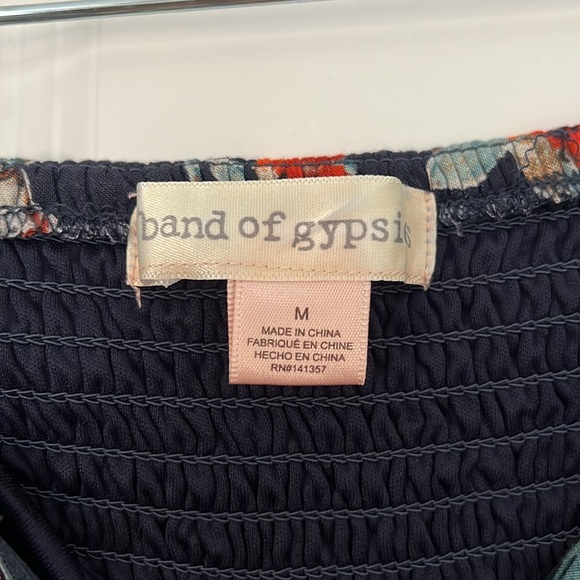 band of gypsies
M
MADE IN CHINA
FABRIQUÉ EN CHINE
HECHO EN CHINA
RN#141357